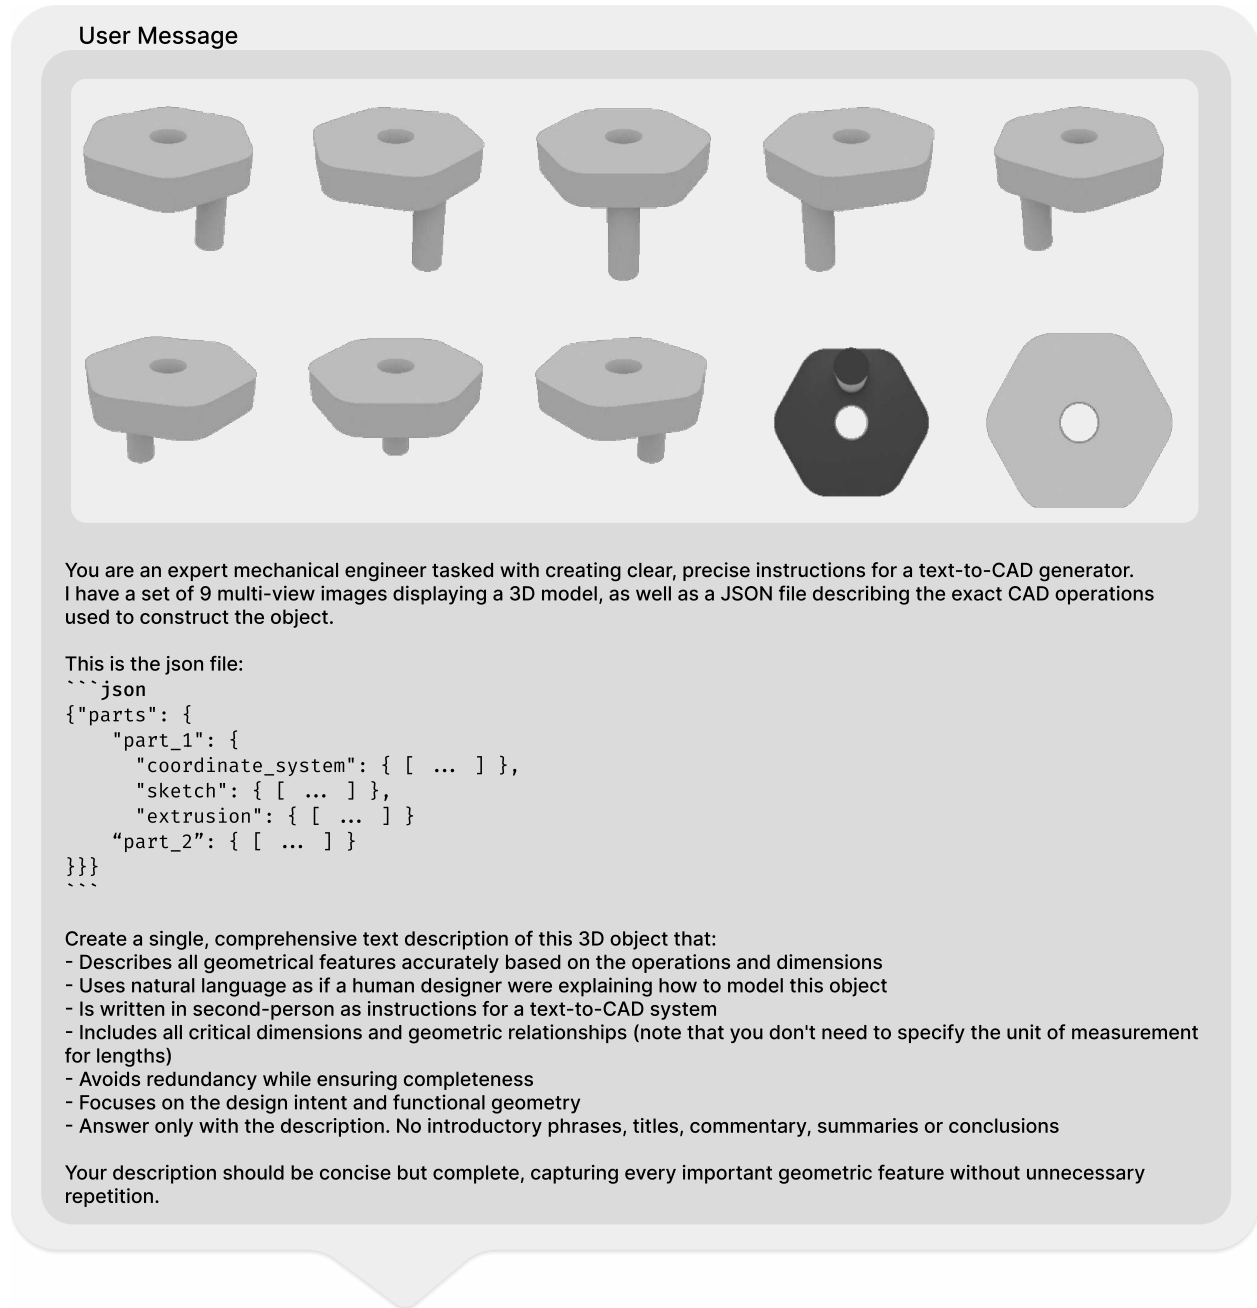 User Message
You are an expert mechanical engineer tasked with creating clear, precise instructions for a text-to-CAD generator.
I have a set of 9 multi-view images displaying a 3D model, as well as a JSON file describing the exact CAD operations
used to construct the object.
This is the json file:
```json
{"parts": {
    "part_1": {
      "coordinate_system": { [ ... ] },
      "sketch": { [ ... ] },
      "extrusion": { [ ... ] }
    “part_2”: { [ ... ] }
}}}
```
Create a single, comprehensive text description of this 3D object that:
- Describes all geometrical features accurately based on the operations and dimensions
- Uses natural language as if a human designer were explaining how to model this object
- Is written in second-person as instructions for a text-to-CAD system
- Includes all critical dimensions and geometric relationships (note that you don't need to specify the unit of measurement
for lengths)
- Avoids redundancy while ensuring completeness
- Focuses on the design intent and functional geometry
- Answer only with the description. No introductory phrases, titles, commentary, summaries or conclusions
Your description should be concise but complete, capturing every important geometric feature without unnecessary
repetition.